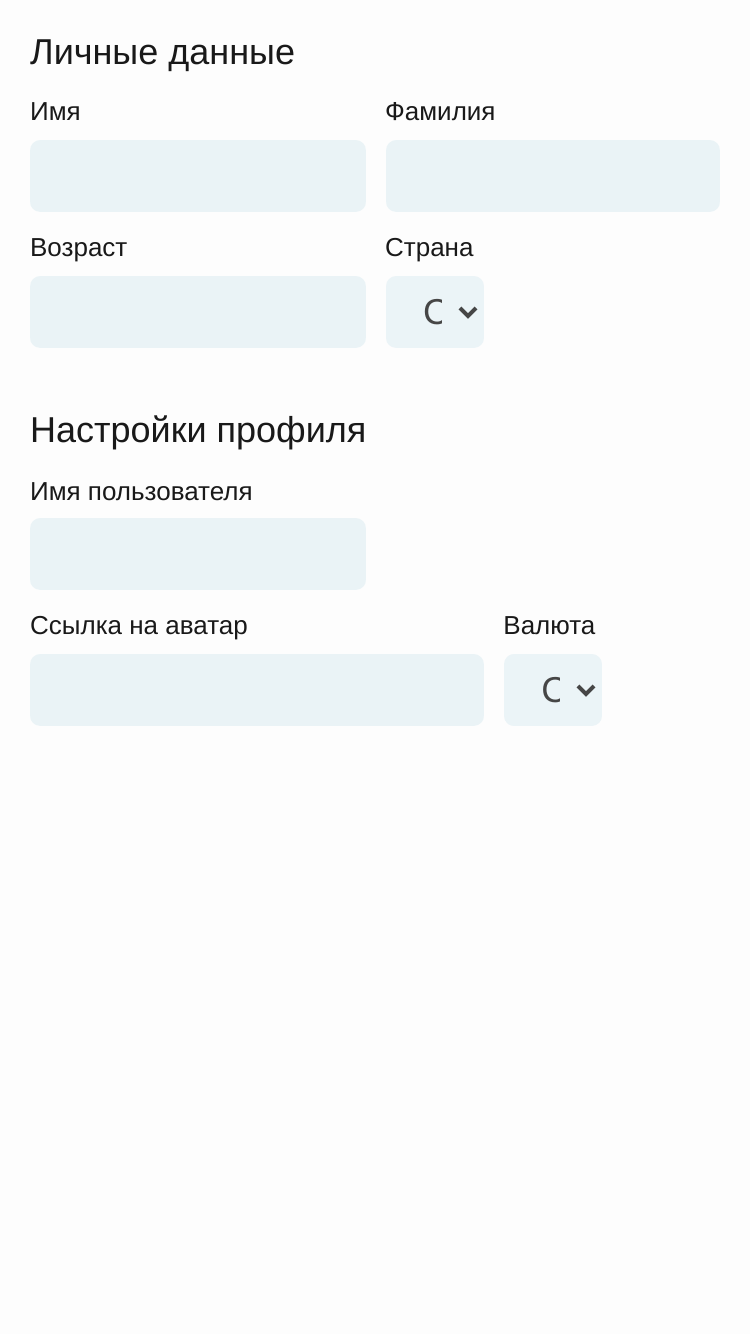 Личные данные
Имя Фамилия
Возраст Страна
С
Настройки профиля
Имя пользователя
Ссылка на аватар Валюта
С